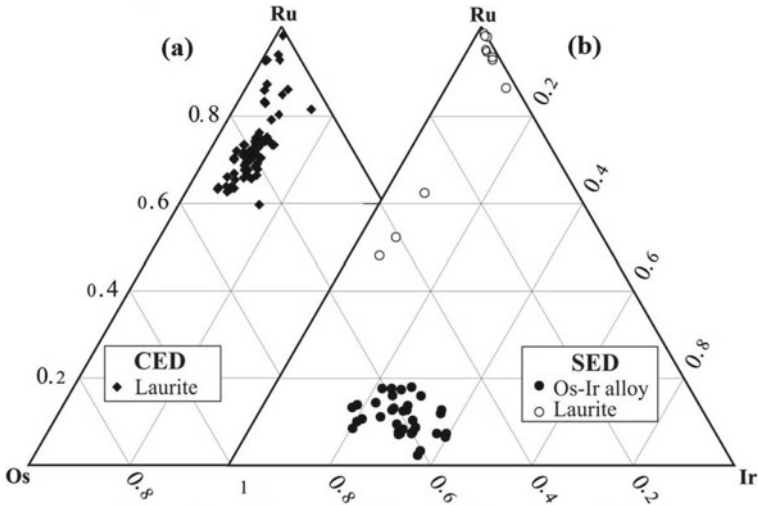 Ru Ru
(a) (b)
0.8 0.2
0.6 0.4
0.4 0.6
CED SED
Laurite Os-Ir alloy
Laurite
0.2 0.8
Os Ir
0.8 1 0.8 0.6 0.4 0.2